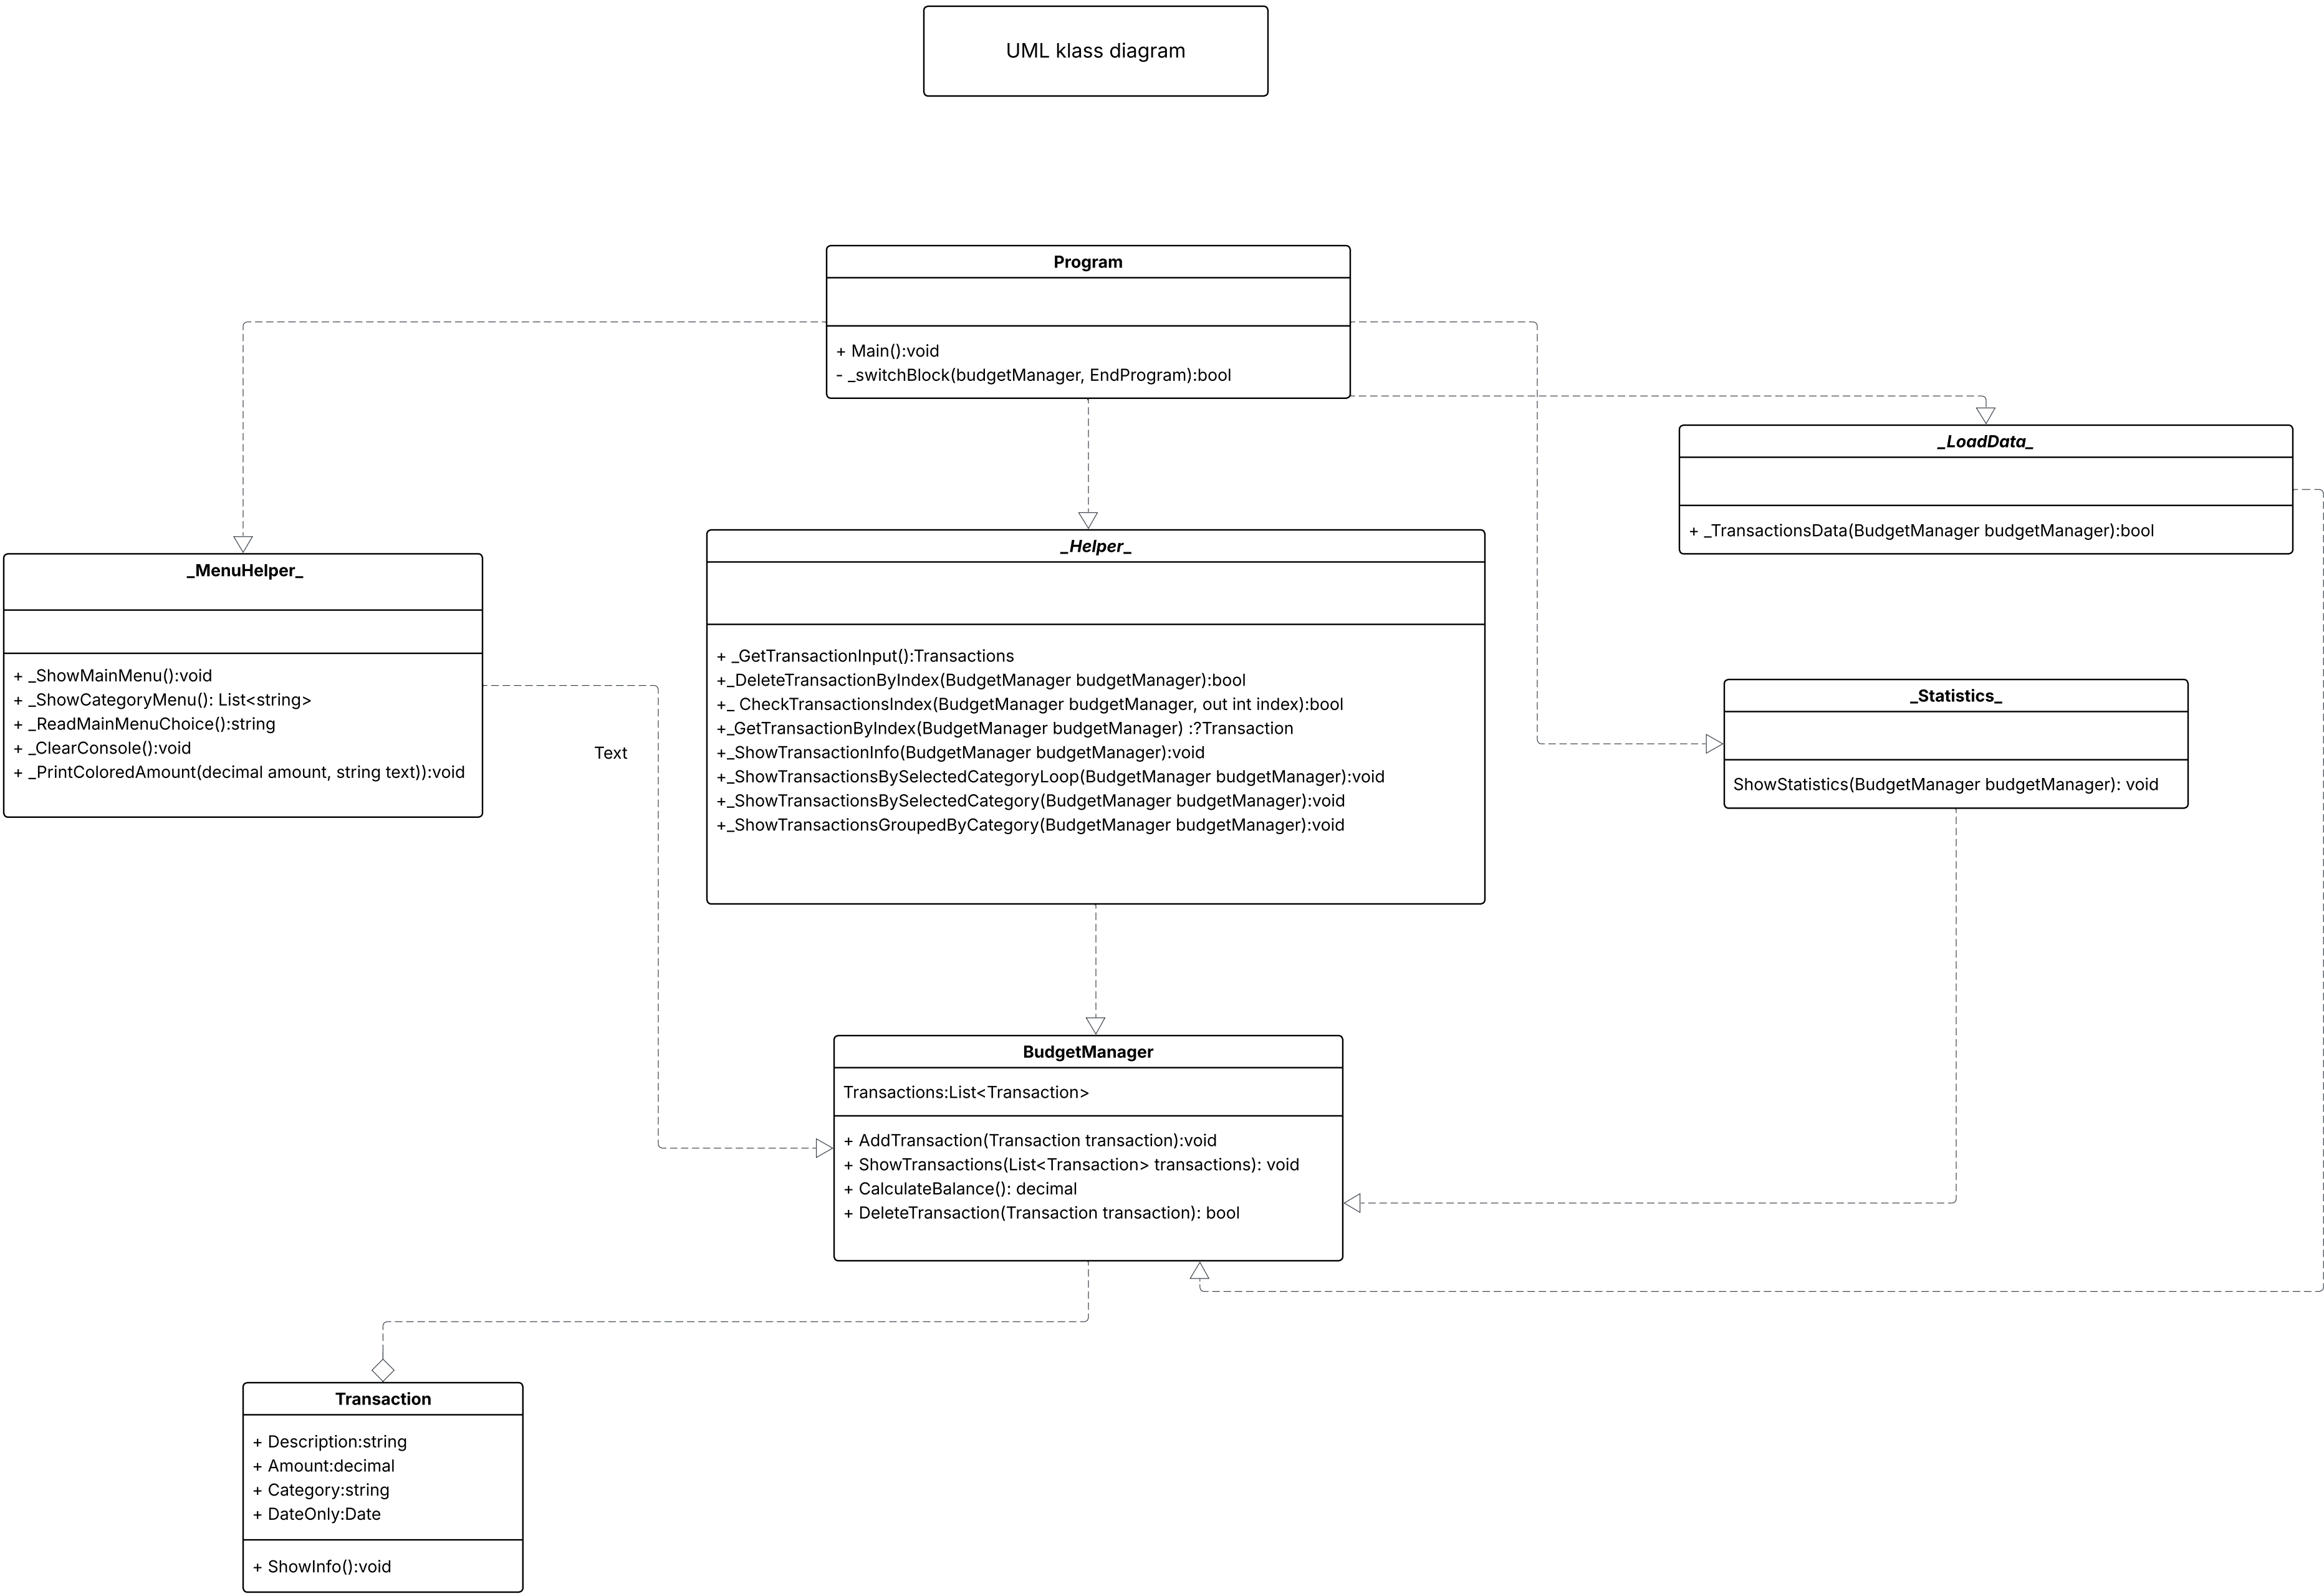 UML klass diagram
Program
+ Main():void
- _switchBlock(budgetManager, EndProgram):bool
_LoadData_
+ _TransactionsData(BudgetManager budgetManager):bool
_MenuHelper_
+ _ShowMainMenu():void
+ _ShowCategoryMenu(): List<string>
+ _ReadMainMenuChoice():string
+ _ClearConsole():void
+ _PrintColoredAmount(decimal amount, string text)):void
Text
_Helper_
+ _GetTransactionInput():Transactions
+_DeleteTransactionByIndex(BudgetManager budgetManager):bool
+_ CheckTransactionsIndex(BudgetManager budgetManager, out int index):bool
+_GetTransactionByIndex(BudgetManager budgetManager) :?Transaction
+_ShowTransactionInfo(BudgetManager budgetManager):void
+_ShowTransactionsBySelectedCategoryLoop(BudgetManager budgetManager):void
+_ShowTransactionsBySelectedCategory(BudgetManager budgetManager):void
+_ShowTransactionsGroupedByCategory(BudgetManager budgetManager):void
_Statistics_
ShowStatistics(BudgetManager budgetManager): void
BudgetManager
Transactions:List<Transaction>
+ AddTransaction(Transaction transaction):void
+ ShowTransactions(List<Transaction> transactions): void
+ CalculateBalance(): decimal
+ DeleteTransaction(Transaction transaction): bool
Transaction
+ Description:string
+ Amount:decimal
+ Category:string
+ DateOnly:Date
+ ShowInfo():void